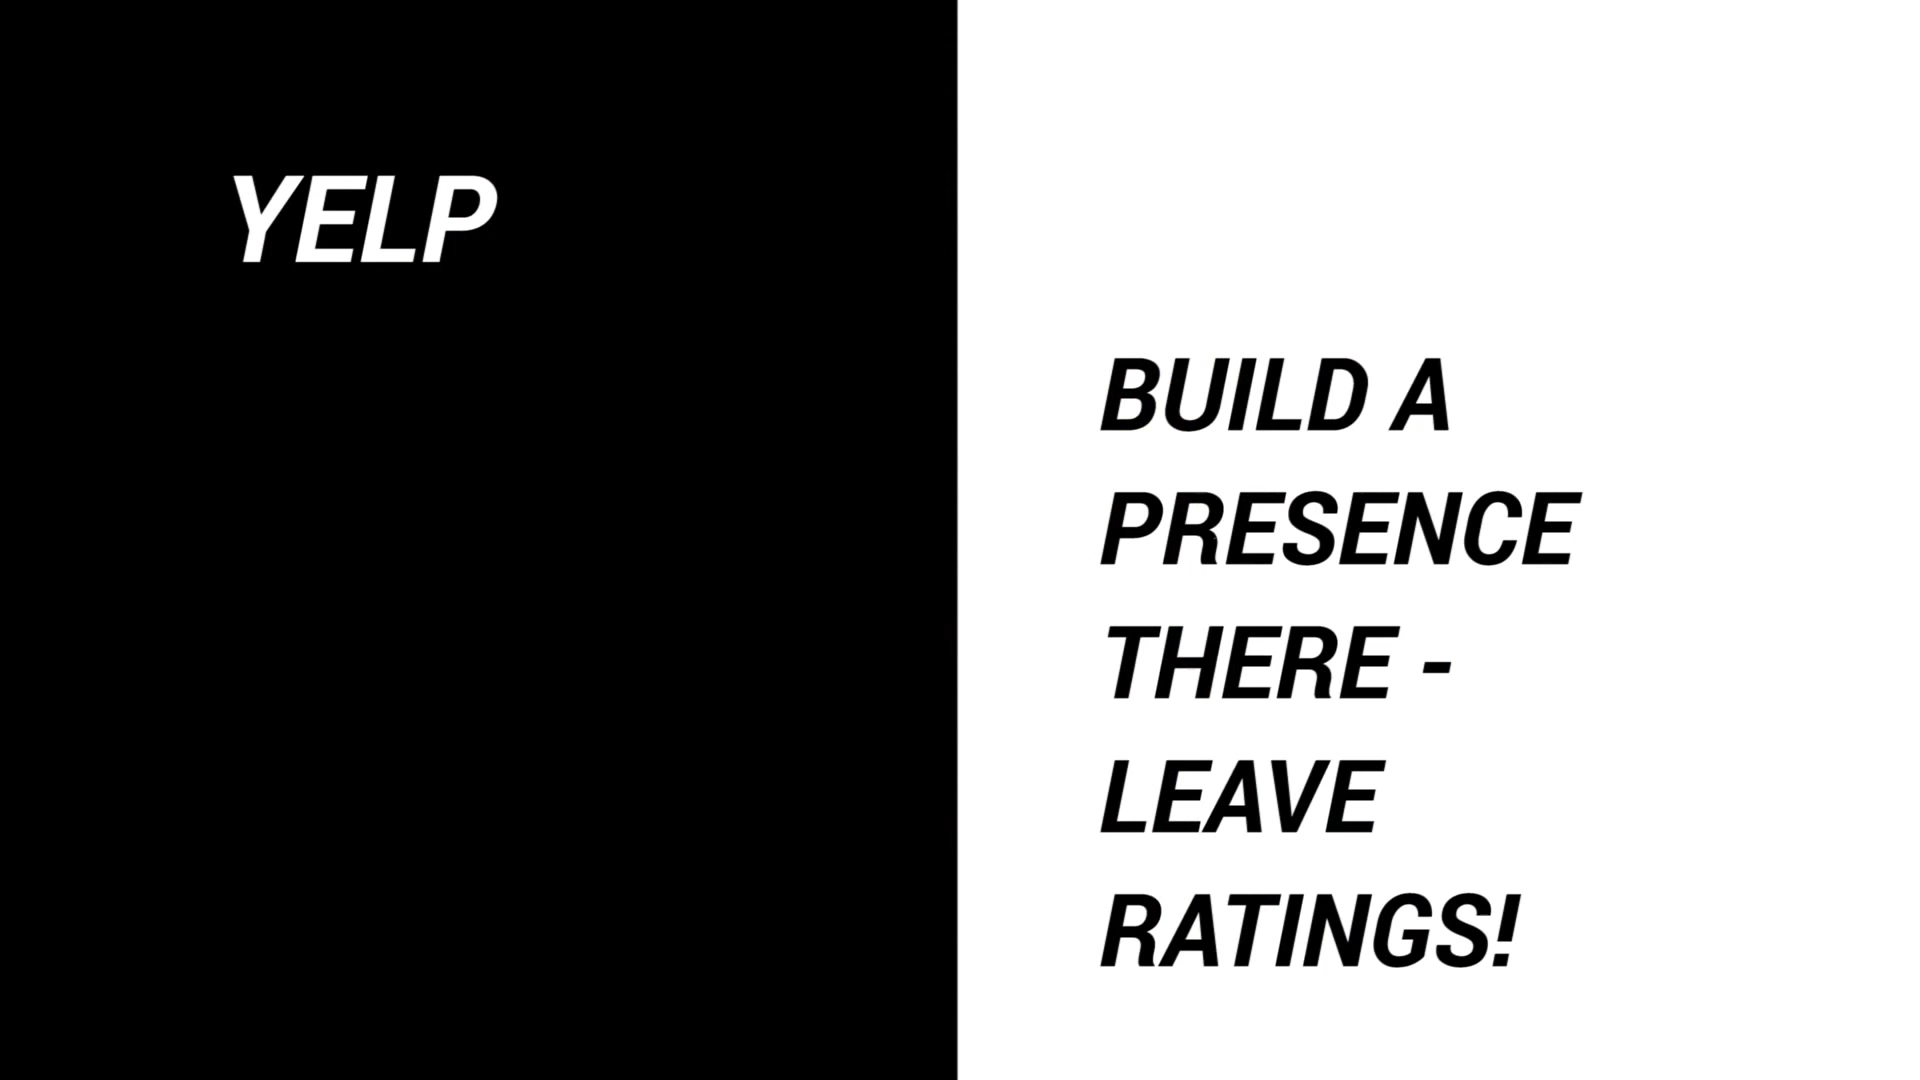 YELP
BUILD A
PRESENCE
THERE -
LEAVE
RATINGS!